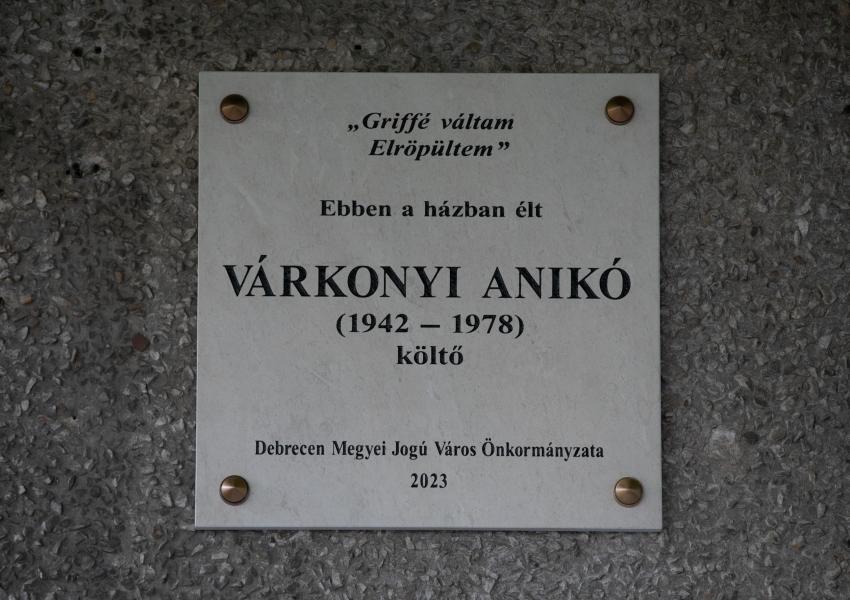 „Griffé váltam
Elröpültem”
Ebben a házban élt
VÁRKONYI ANIKÓ
(1942 – 1978)
költő
Debrecen Megyei Jogú Város Önkormányzata
2023